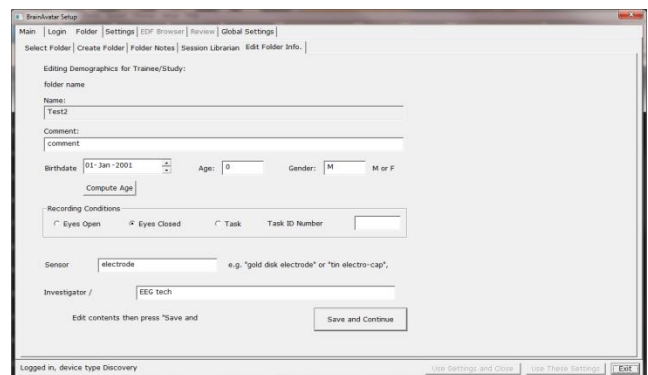 BrainAvatar Setup
Main Login Folder Settings EDF Browser Review Global Settings
Select Folder Create Folder Folder Notes Session Librarian Edit Folder Info.
Editing Demographics for Trainee/Study:
folder name
Name:
Test2
Comment:
comment
Birthdate 01-Jan-2001 Age: 0 Gender: M M or F
Compute Age
Recording Conditions
Eyes Open Eyes Closed Task Task ID Number
Sensor electrode e.g. "gold disk electrode" or "tin electro-cap",
Investigator / EEG tech
Edit contents then press "Save and Save and Continue
Logged in, device type Discovery Use Settings and Close Use These Settings Exit